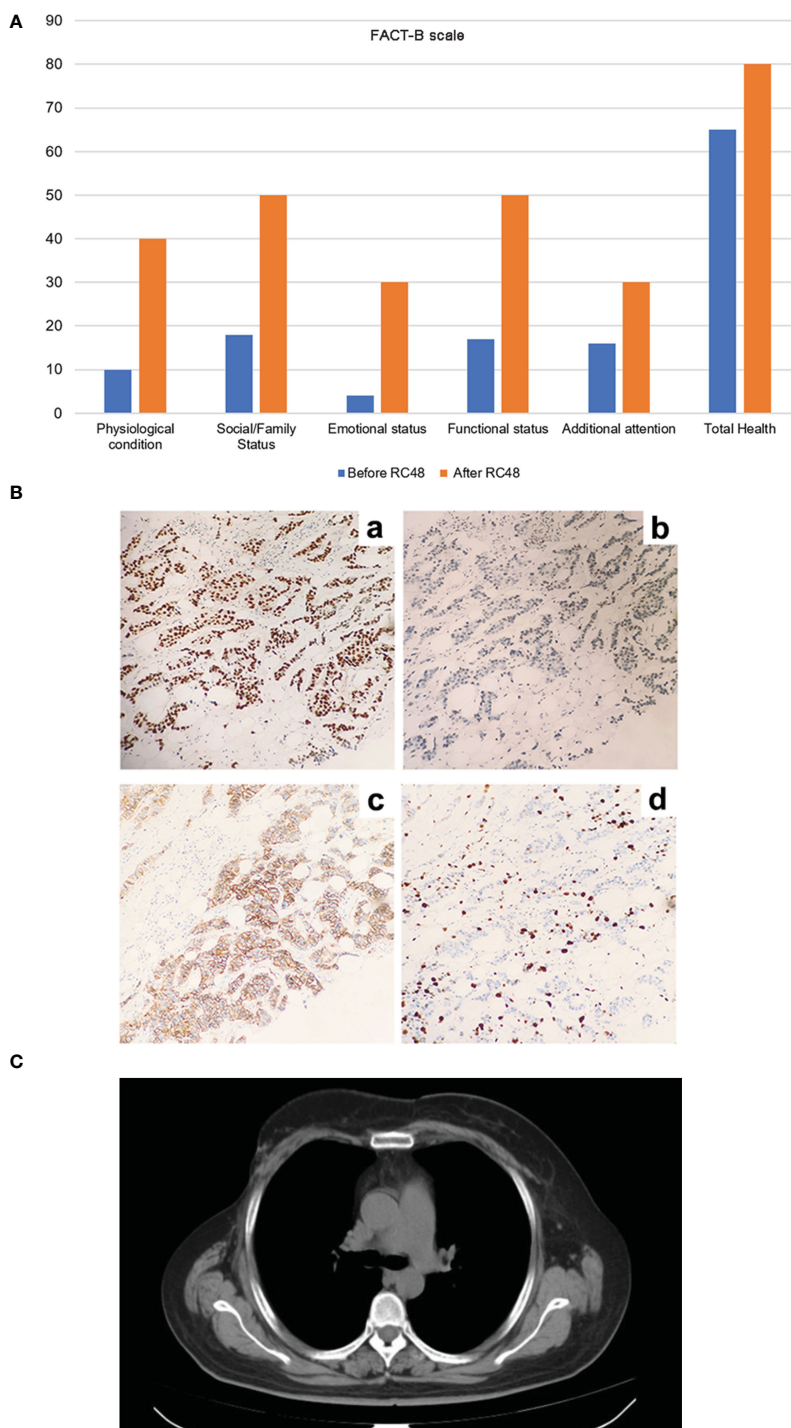 A
FACT-B scale
90
80
70
60
50
40
30
20
10
0
Physiological condition
Social/Family Status
Emotional status
Functional status
Additional attention
Total Health
Before RC48
After RC48
B
a
b
c
d
C